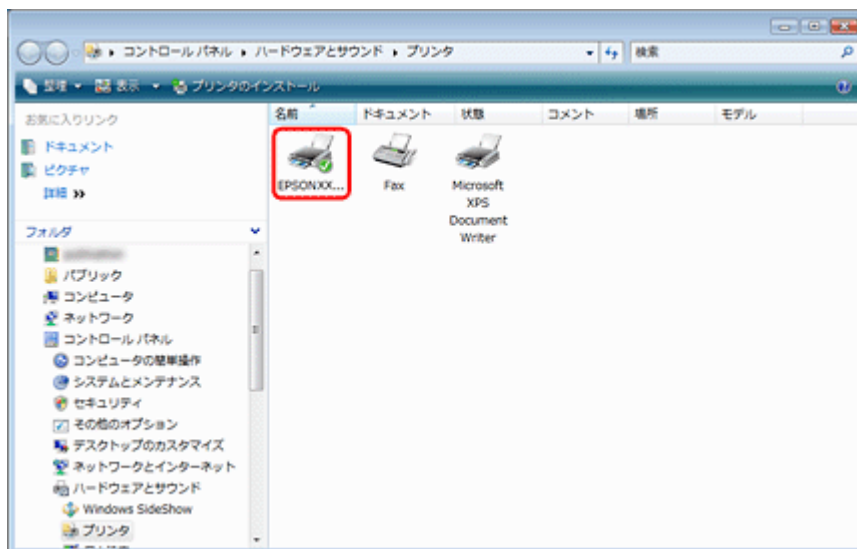 コントロール パネル ▸ ハードウェアとサウンド ▸ プリンタ
検索
整理 表示 プリンタのインストール
お気に入りリンク
ドキュメント
ピクチャ
詳細 »
フォルダ
パブリック
コンピュータ
ネットワーク
コントロール パネル
コンピュータの簡単操作
システムとメンテナンス
セキュリティ
その他のオプション
デスクトップのカスタマイズ
ネットワークとインターネット
ハードウェアとサウンド
Windows SideShow
プリンタ
名前 ドキュメント 状態 コメント 場所 モデル
EPSONXX...
Fax
Microsoft
XPS
Document
Writer